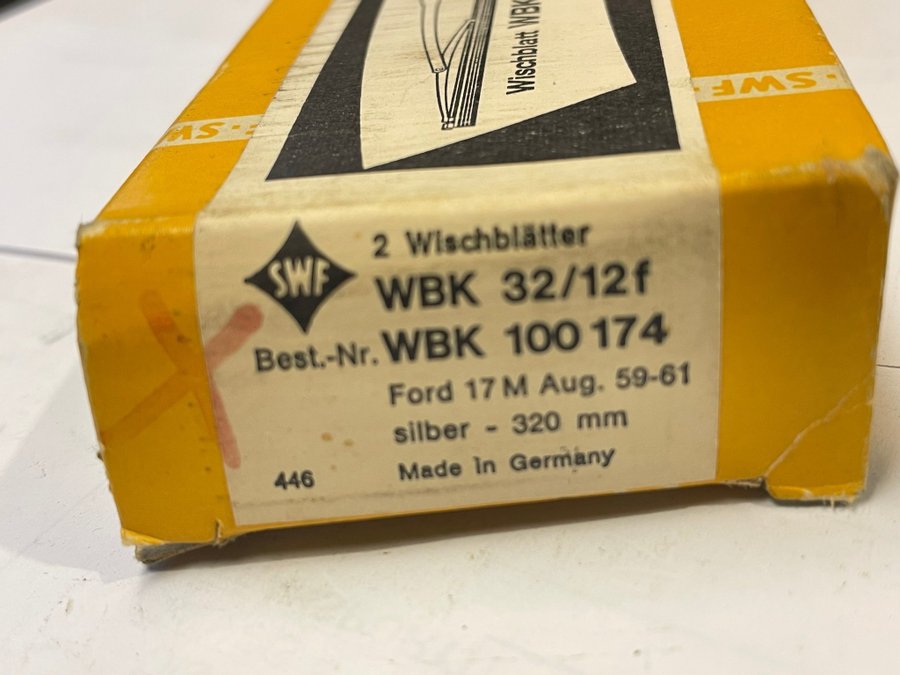 Wischblatt WBK
·SWF·
· SW
SWF
2 Wischblätter
WBK 32/12f
Best.-Nr. WBK 100 174
Ford 17 M Aug. 59-61
silber - 320 mm
446
Made in Germany